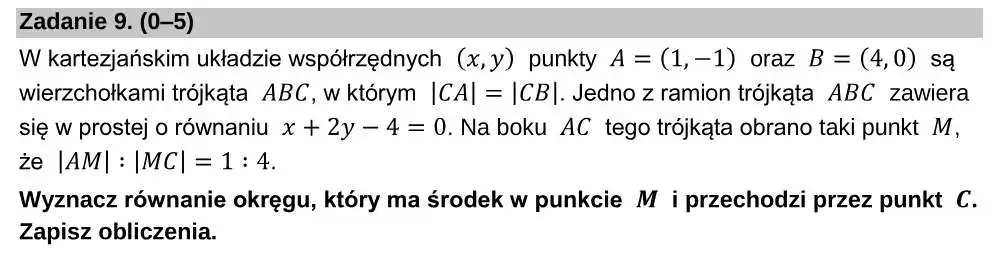 Zadanie 9. (0–5)
W kartezjańskim układzie współrzędnych (x, y) punkty A = (1, −1) oraz B = (4, 0) są
wierzchołkami trójkąta ABC, w którym |CA| = |CB|. Jedno z ramion trójkąta ABC zawiera
się w prostej o równaniu x + 2y − 4 = 0. Na boku AC tego trójkąta obrano taki punkt M,
że |AM| : |MC| = 1 : 4.
Wyznacz równanie okręgu, który ma środek w punkcie M i przechodzi przez punkt C.
Zapisz obliczenia.